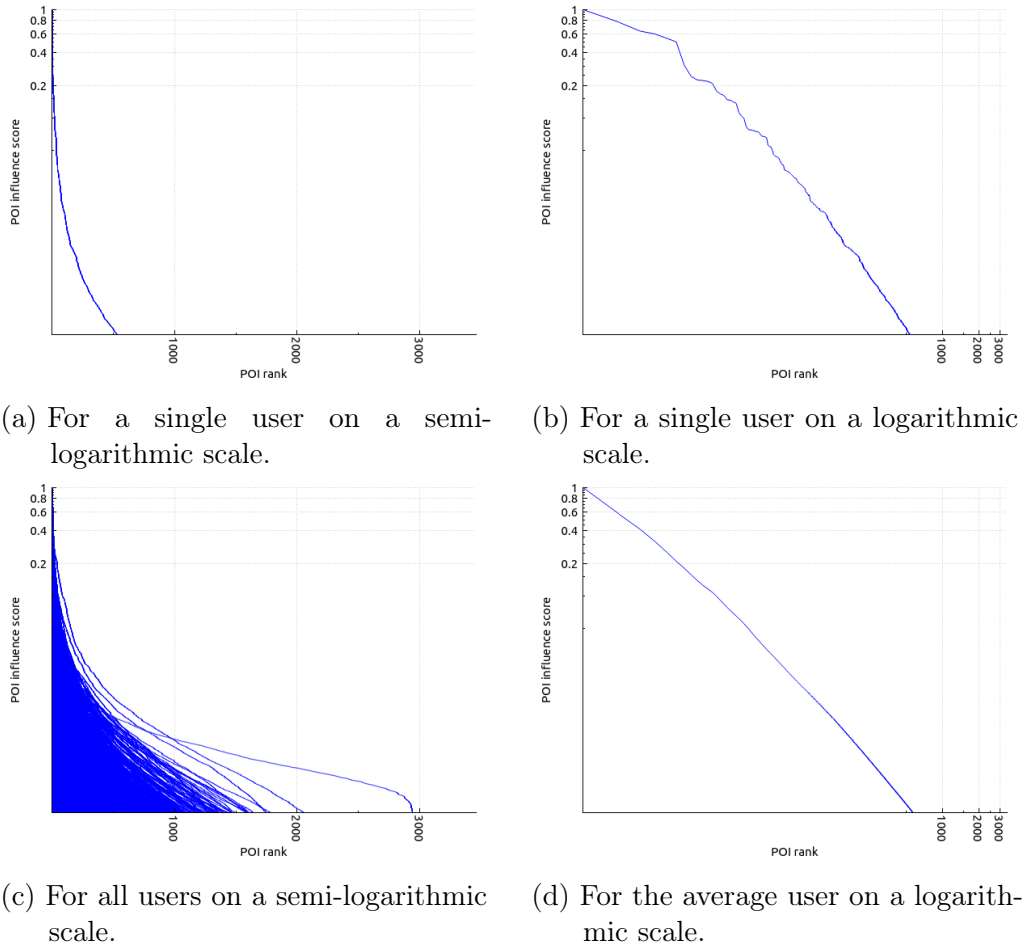 1
0.8
0.6
0.4
0.2
POI influence score
1000
2000
3000
POI rank
(a) For a single user on a semi-
logarithmic scale.
1
0.8
0.6
0.4
0.2
POI influence score
1000
2000
3000
POI rank
(b) For a single user on a logarithmic
scale.
1
0.8
0.6
0.4
0.2
POI influence score
1000
2000
3000
POI rank
(c) For all users on a semi-logarithmic
scale.
1
0.8
0.6
0.4
0.2
POI influence score
1000
2000
3000
POI rank
(d) For the average user on a logarith-
mic scale.